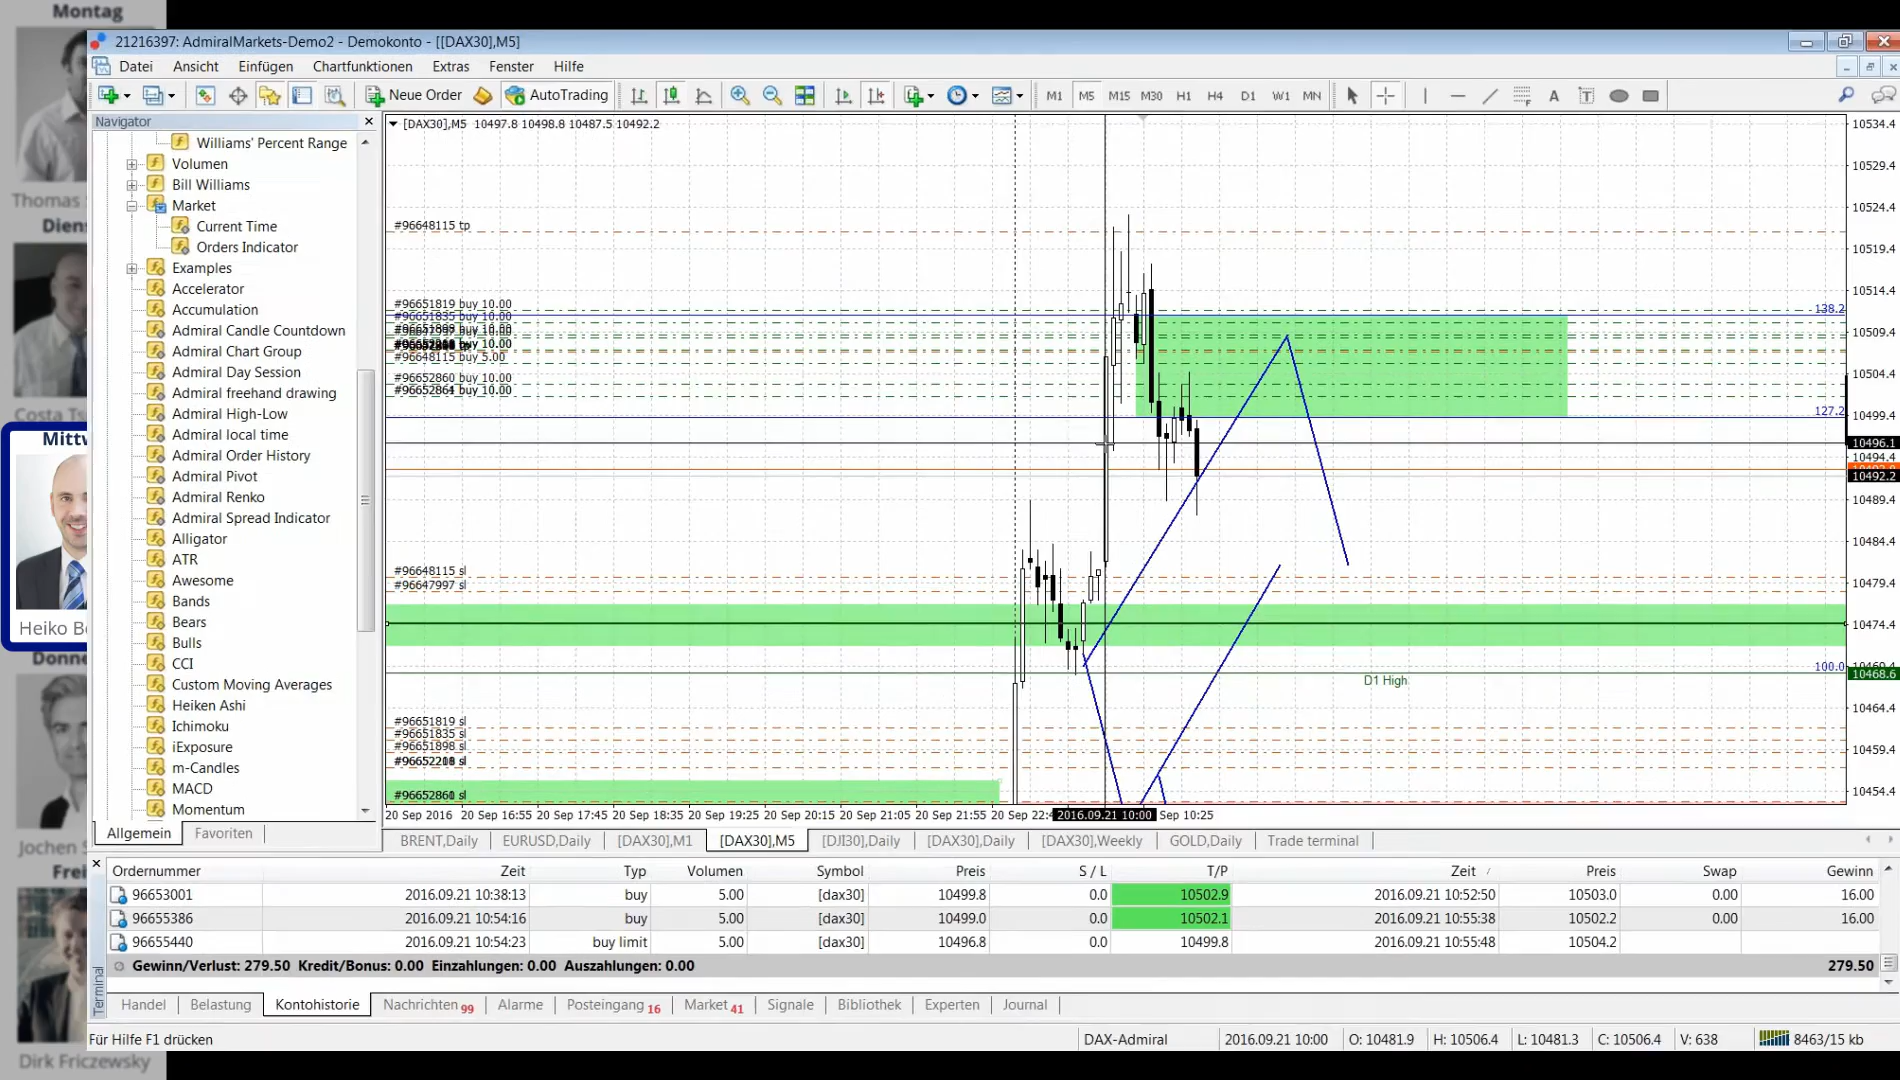 Montag
Thomas
Diens
Costa Ts
Mittw
Heiko Bo
Donne
Jochen S
Frei
Dirk Friczewsky
21216397: AdmiralMarkets-Demo2 - Demokonto - [[DAX30],M5]
Datei Ansicht Einfügen Chartfunktionen Extras Fenster Hilfe
Neue Order AutoTrading M1 M5 M15 M30 H1 H4 D1 W1 MN A T
Navigator
Williams' Percent Range
Volumen
Bill Williams
Market
Current Time
Orders Indicator
Examples
Accelerator
Accumulation
Admiral Candle Countdown
Admiral Chart Group
Admiral Day Session
Admiral freehand drawing
Admiral High-Low
Admiral local time
Admiral Order History
Admiral Pivot
Admiral Renko
Admiral Spread Indicator
Alligator
ATR
Awesome
Bands
Bears
Bulls
CCI
Custom Moving Averages
Heiken Ashi
Ichimoku
iExposure
m-Candles
MACD
Momentum
Allgemein Favoriten
[DAX30],M5 10497.8 10498.8 10487.5 10492.2
#96648115 tp
#96651819 buy 10.00
#96651835 buy 10.00
#96648115 buy 5.00
#96652860 buy 10.00
#96652864 buy 10.00
#96648115 sl
#96647997 sl
#96651819 sl
#96651835 sl
#96651898 sl
138.2
127.2
100.0
D1 High
10534.4
10529.4
10524.4
10519.4
10514.4
10509.4
10504.4
10499.4
10496.1
10494.4
10492.2
10489.4
10484.4
10479.4
10474.4
10468.6
10464.4
10459.4
10454.4
20 Sep 2016 20 Sep 16:55 20 Sep 17:45 20 Sep 18:35 20 Sep 19:25 20 Sep 20:15 20 Sep 21:05 20 Sep 21:55 20 Sep 22:4 2016.09.21 10:00 Sep 10:25
BRENT,Daily EURUSD,Daily [DAX30],M1 [DAX30],M5 [DJI30],Daily [DAX30],Daily [DAX30],Weekly GOLD,Daily Trade terminal
Ordernummer Zeit Typ Volumen Symbol Preis S / L T/P Zeit / Preis Swap Gewinn
96653001 2016.09.21 10:38:13 buy 5.00 [dax30] 10499.8 0.0 10502.9 2016.09.21 10:52:50 10503.0 0.00 16.00
96655386 2016.09.21 10:54:16 buy 5.00 [dax30] 10499.0 0.0 10502.1 2016.09.21 10:55:38 10502.2 0.00 16.00
96655440 2016.09.21 10:54:23 buy limit 5.00 [dax30] 10496.8 0.0 10499.8 2016.09.21 10:55:48 10504.2
Gewinn/Verlust: 279.50 Kredit/Bonus: 0.00 Einzahlungen: 0.00 Auszahlungen: 0.00 279.50
Terminal
Handel Belastung Kontohistorie Nachrichten 99 Alarme Posteingang 16 Market 41 Signale Bibliothek Experten Journal
Für Hilfe F1 drücken DAX-Admiral 2016.09.21 10:00 O: 10481.9 H: 10506.4 L: 10481.3 C: 10506.4 V: 638 8463/15 kb